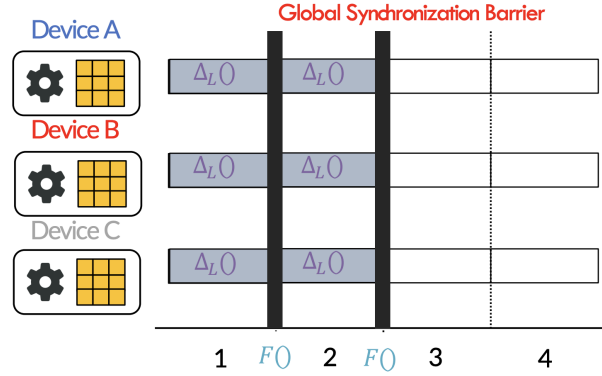 Global Synchronization Barrier
Device A
Δ_L() Δ_L()
Device B
Δ_L() Δ_L()
Device C
Δ_L() Δ_L()
1 F() 2 F() 3 4